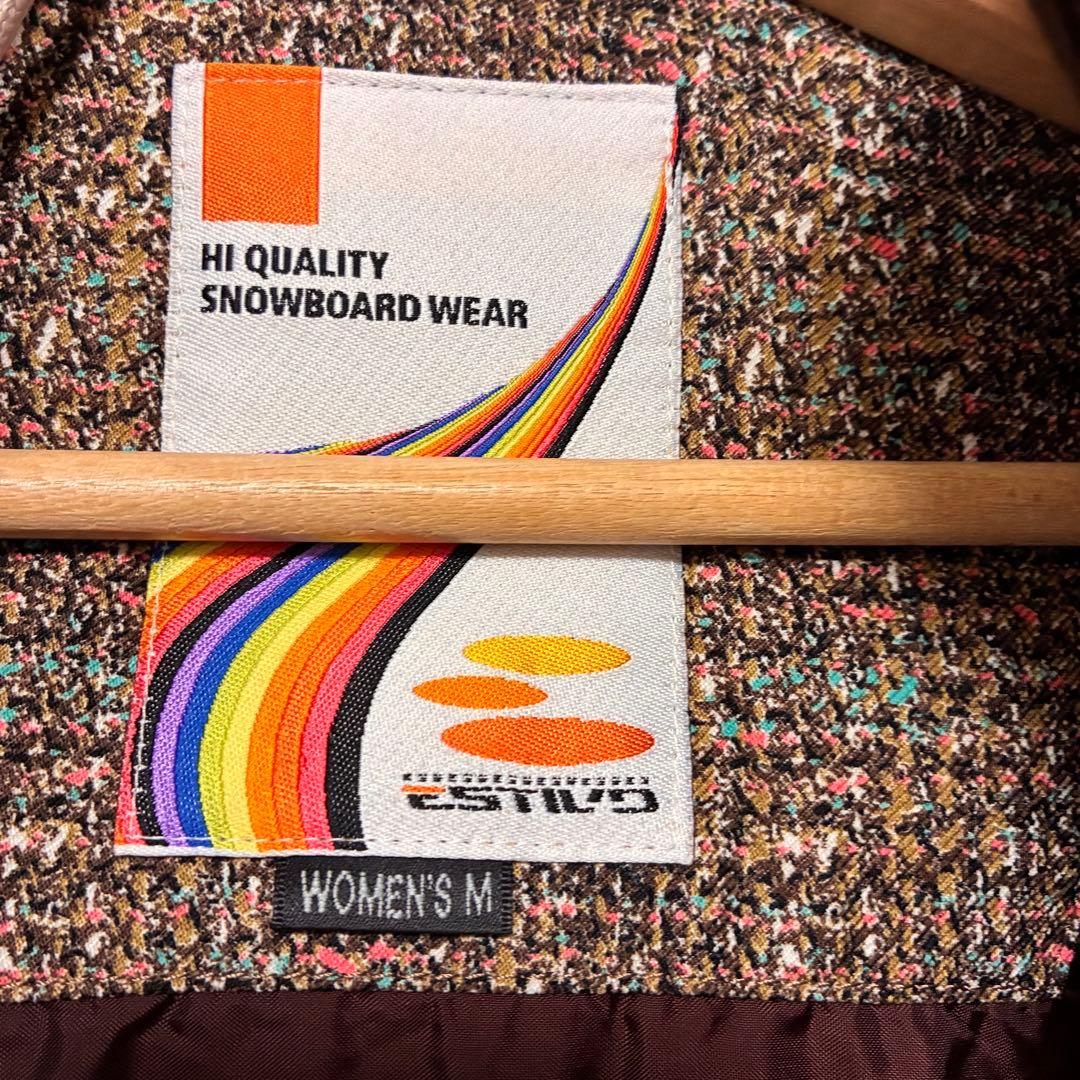 HI QUALITY
SNOWBOARD WEAR
ESTIVO
WOMEN'S M